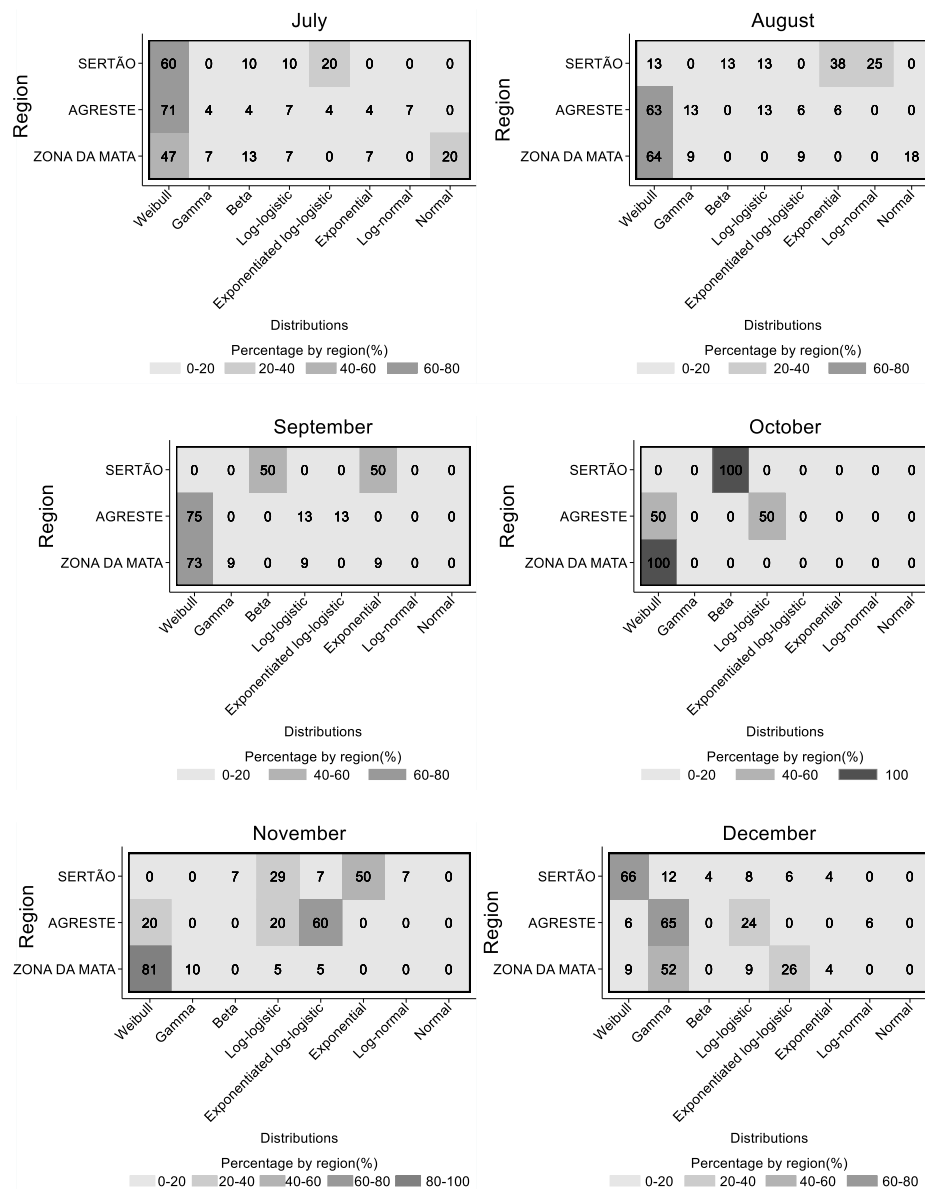 July
Region
SERTÃO 60 0 10 10 20 0 0 0
AGRESTE 71 4 4 7 4 4 7 0
ZONA DA MATA 47 7 13 7 0 7 0 20
Weibull Gamma Beta Log-logistic Exponentiated log-logistic Exponential Log-normal Normal
Distributions
Percentage by region(%)
0-20 20-40 40-60 60-80
August
Region
SERTÃO 13 0 13 13 0 38 25 0
AGRESTE 63 13 0 13 6 6 0 0
ZONA DA MATA 64 9 0 0 9 0 0 18
Weibull Gamma Beta Log-logistic Exponentiated log-logistic Exponential Log-normal Normal
Distributions
Percentage by region(%)
0-20 20-40 60-80
September
Region
SERTÃO 0 0 50 0 0 50 0 0
AGRESTE 75 0 0 13 13 0 0 0
ZONA DA MATA 73 9 0 9 0 9 0 0
Weibull Gamma Beta Log-logistic Exponentiated log-logistic Exponential Log-normal Normal
Distributions
Percentage by region(%)
0-20 40-60 60-80
October
Region
SERTÃO 0 0 100 0 0 0 0 0
AGRESTE 50 0 0 50 0 0 0 0
ZONA DA MATA 100 0 0 0 0 0 0 0
Weibull Gamma Beta Log-logistic Exponentiated log-logistic Exponential Log-normal Normal
Distributions
Percentage by region(%)
0-20 40-60 100
November
Region
SERTÃO 0 0 7 29 7 50 7 0
AGRESTE 20 0 0 20 60 0 0 0
ZONA DA MATA 81 10 0 5 5 0 0 0
Weibull Gamma Beta Log-logistic Exponentiated log-logistic Exponential Log-normal Normal
Distributions
Percentage by region(%)
0-20 20-40 40-60 60-80 80-100
December
Region
SERTÃO 66 12 4 8 6 4 0 0
AGRESTE 6 65 0 24 0 0 6 0
ZONA DA MATA 9 52 0 9 26 4 0 0
Weibull Gamma Beta Log-logistic Exponentiated log-logistic Exponential Log-normal Normal
Distributions
Percentage by region(%)
0-20 20-40 40-60 60-80